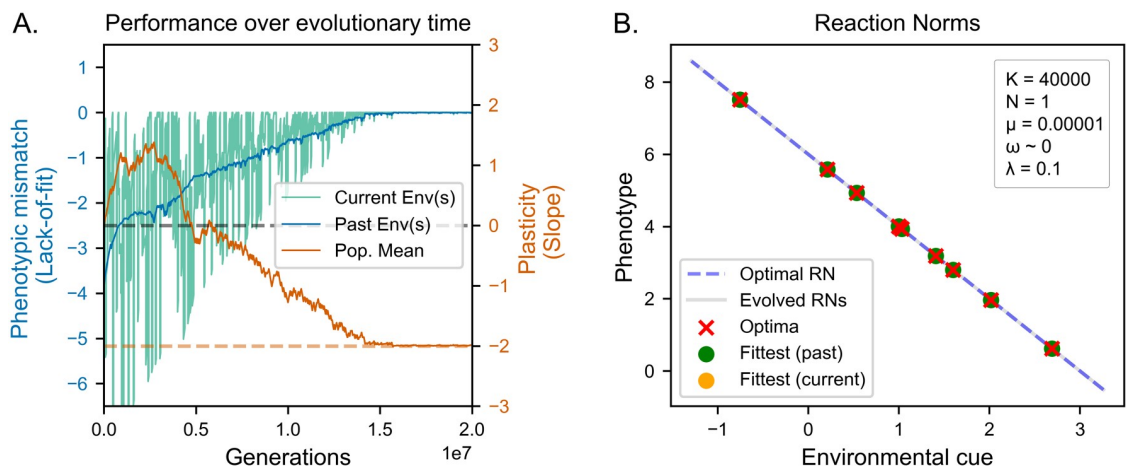 A.
Performance over evolutionary time
Phenotypic mismatch
(Lack-of-fit)
1
0
−1
−2
−3
−4
−5
−6
Current Env(s)
Past Env(s)
Pop. Mean
3
2
1
0
−1
−2
−3
Plasticity
(Slope)
0.0
0.5
1.0
1.5
2.0
1e7
Generations
B.
Reaction Norms
Phenotype
8
6
4
2
0
K = 40000
N = 1
μ = 0.00001
ω ~ 0
λ = 0.1
Optimal RN
Evolved RNs
Optima
Fittest (past)
Fittest (current)
−1
0
1
2
3
Environmental cue